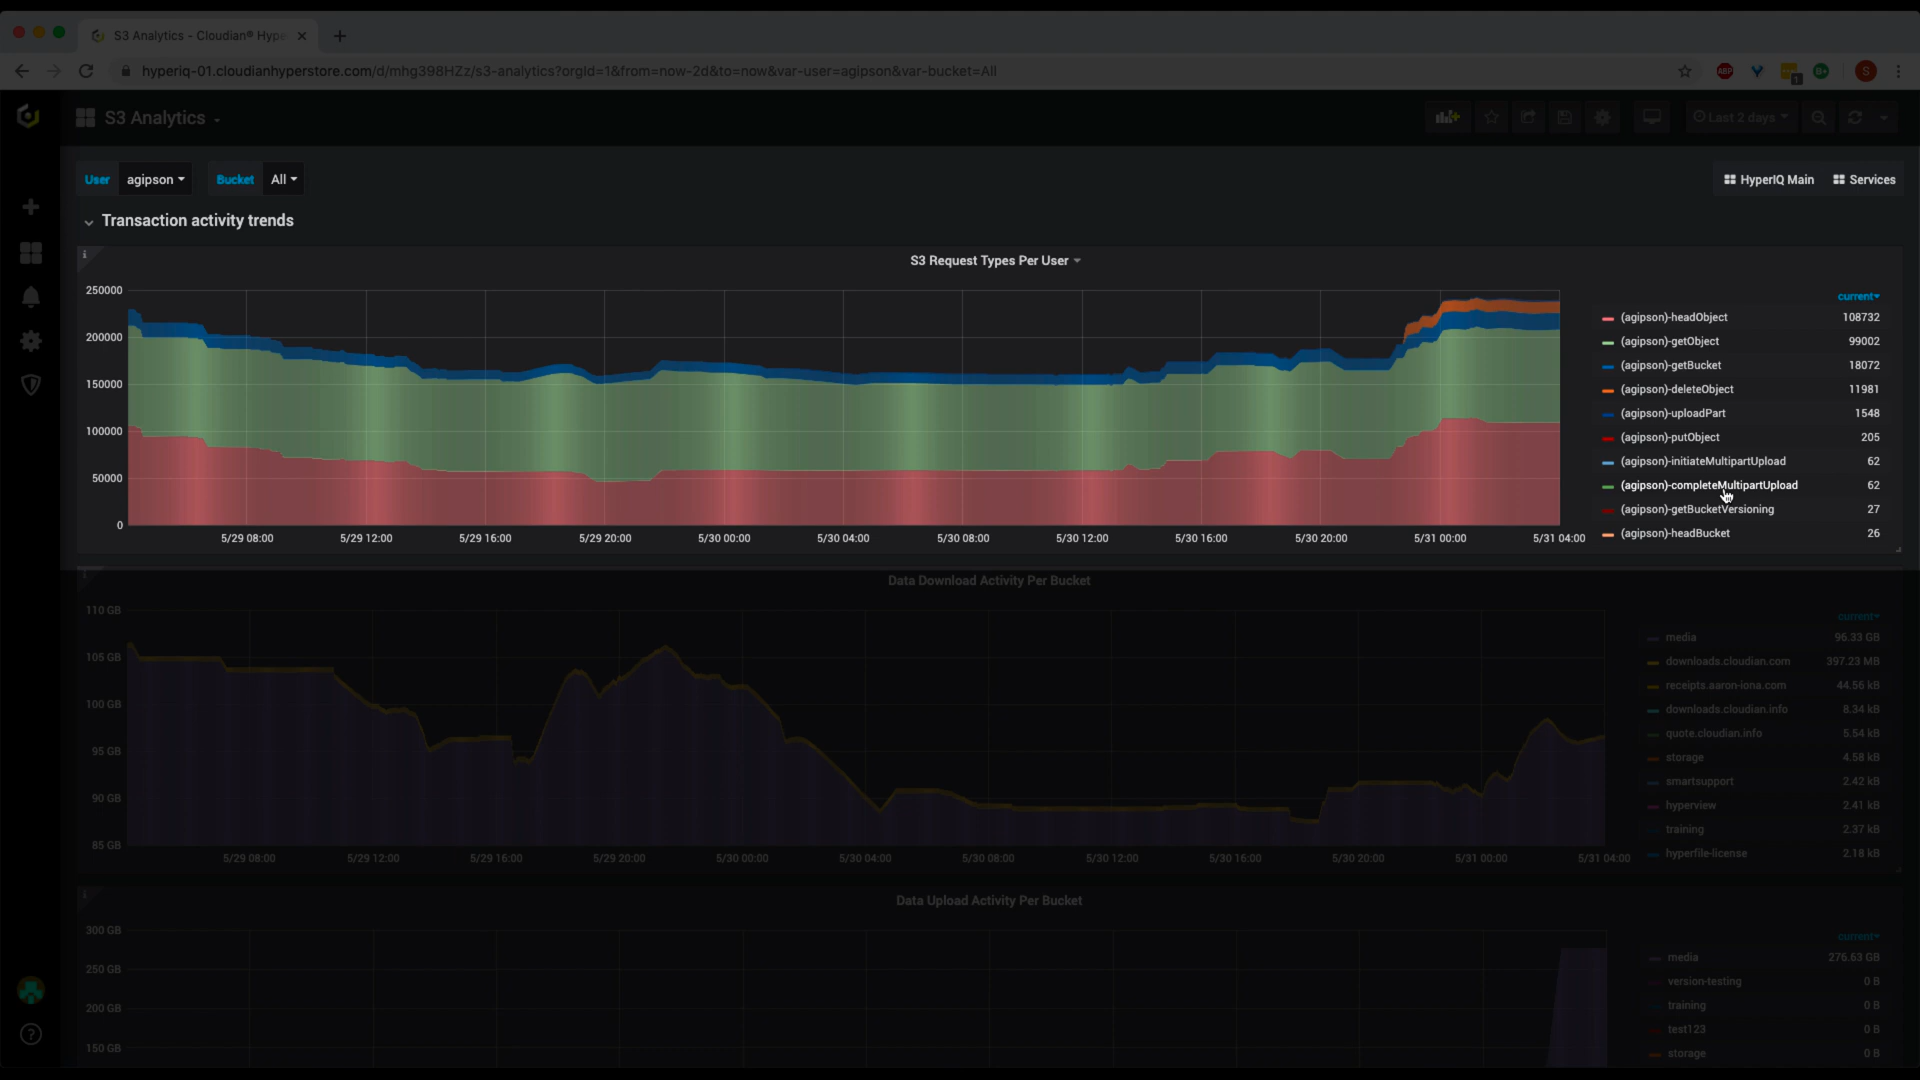 S3 Analytics - Cloudian® Hype
hyperiq-01.cloudianhyperstore.com/d/mhg398HZz/s3-analytics?orgId=1&from=now-2d&to=now&var-user=agipson&var-bucket=All
ABP
1
S
S3 Analytics
Last 2 days
User agipson Bucket All
HyperIQ Main Services
Transaction activity trends
S3 Request Types Per User
250000
200000
150000
100000
50000
0
5/29 08:00 5/29 12:00 5/29 16:00 5/29 20:00 5/30 00:00 5/30 04:00 5/30 08:00 5/30 12:00 5/30 16:00 5/30 20:00 5/31 00:00 5/31 04:00
current
(agipson)-headObject 108732
(agipson)-getObject 99002
(agipson)-getBucket 18072
(agipson)-deleteObject 11981
(agipson)-uploadPart 1548
(agipson)-putObject 205
(agipson)-initiateMultipartUpload 62
(agipson)-completeMultipartUpload 62
(agipson)-getBucketVersioning 27
(agipson)-headBucket 26
Data Download Activity Per Bucket
110 GB
105 GB
100 GB
95 GB
90 GB
85 GB
5/29 08:00 5/29 12:00 5/29 16:00 5/29 20:00 5/30 00:00 5/30 04:00 5/30 08:00 5/30 12:00 5/30 16:00 5/30 20:00 5/31 00:00 5/31 04:00
current
media 96.33 GB
downloads.cloudian.com 397.23 MB
receipts.aaron-iona.com 44.56 kB
downloads.cloudian.info 8.34 kB
quote.cloudian.info 5.54 kB
storage 4.58 kB
smartsupport 2.42 kB
hyperview 2.41 kB
training 2.37 kB
hyperfile-license 2.18 kB
Data Upload Activity Per Bucket
300 GB
250 GB
200 GB
150 GB
current
media 276.63 GB
version-testing 0 B
training 0 B
test123 0 B
storage 0 B